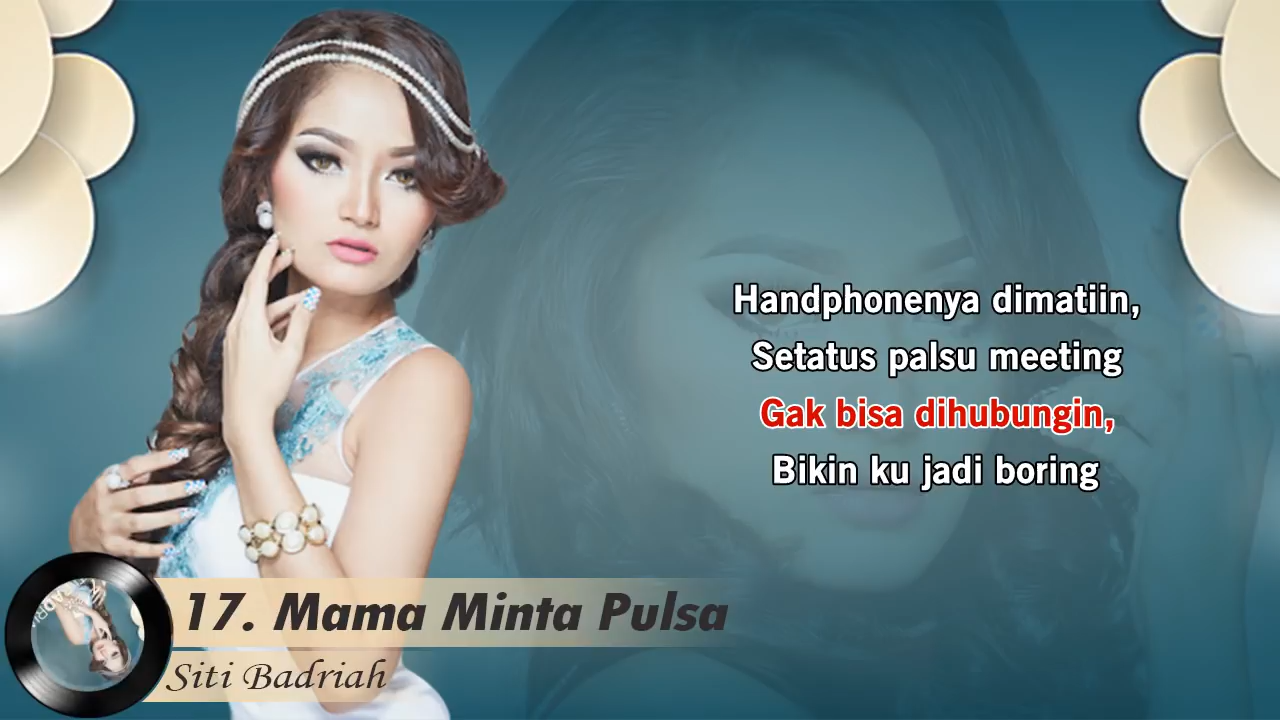 Handphonenya dimatiin,
Setatus palsu meeting
Gak bisa dihubungin,
Bikin ku jadi boring
17. Mama Minta Pulsa
Siti Badriah